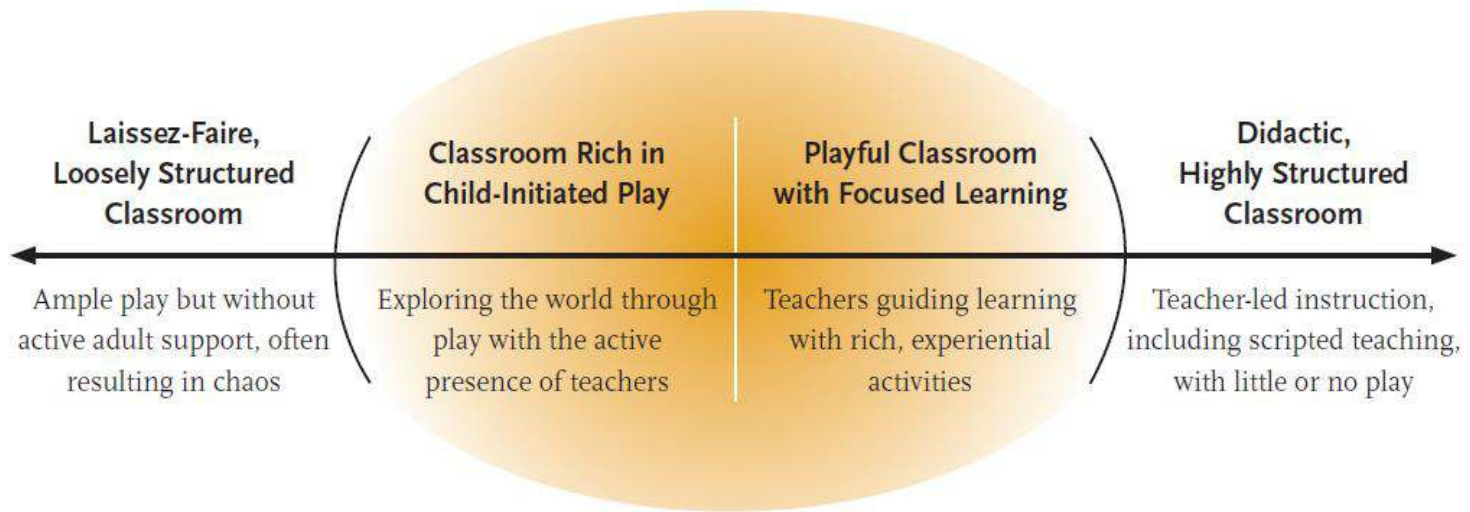 Laissez-Faire,
Loosely Structured
Classroom
Ample play but without
active adult support, often
resulting in chaos
Classroom Rich in
Child-Initiated Play
Exploring the world through
play with the active
presence of teachers
Playful Classroom
with Focused Learning
Teachers guiding learning
with rich, experiential
activities
Didactic,
Highly Structured
Classroom
Teacher-led instruction,
including scripted teaching,
with little or no play